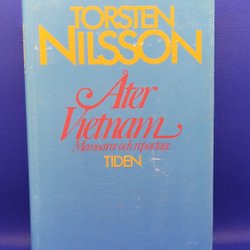 TORSTEN
NILSSON
Åter
Vietnam
Memoarer och reportage
TIDEN